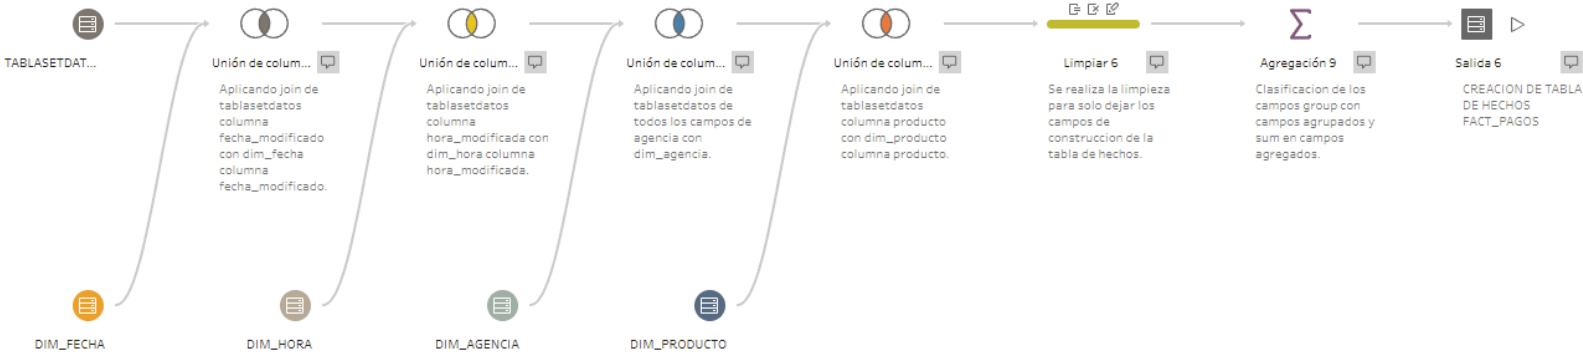 TABLASETDAT...
Unión de colum...
Aplicando join de
tablasetdatos
columna
fecha_modificado
con dim_fecha
columna
fecha_modificado.
Unión de colum...
Aplicando join de
tablasetdatos
columna
hora_modificada con
dim_hora columna
hora_modificada.
Unión de colum...
Aplicando join de
tablasetdatos de
todos los campos de
agencia con
dim_agencia.
Unión de colum...
Aplicando join de
tablasetdatos
columna producto
con dim_producto
columna producto.
Limpiar 6
Se realiza la limpieza
para solo dejar los
campos de
construccion de la
tabla de hechos.
Agregación 9
Clasificacion de los
campos group con
campos agrupados y
sum en campos
agregados.
Salida 6
CREACION DE TABLA
DE HECHOS
FACT_PAGOS
DIM_FECHA
DIM_HORA
DIM_AGENCIA
DIM_PRODUCTO